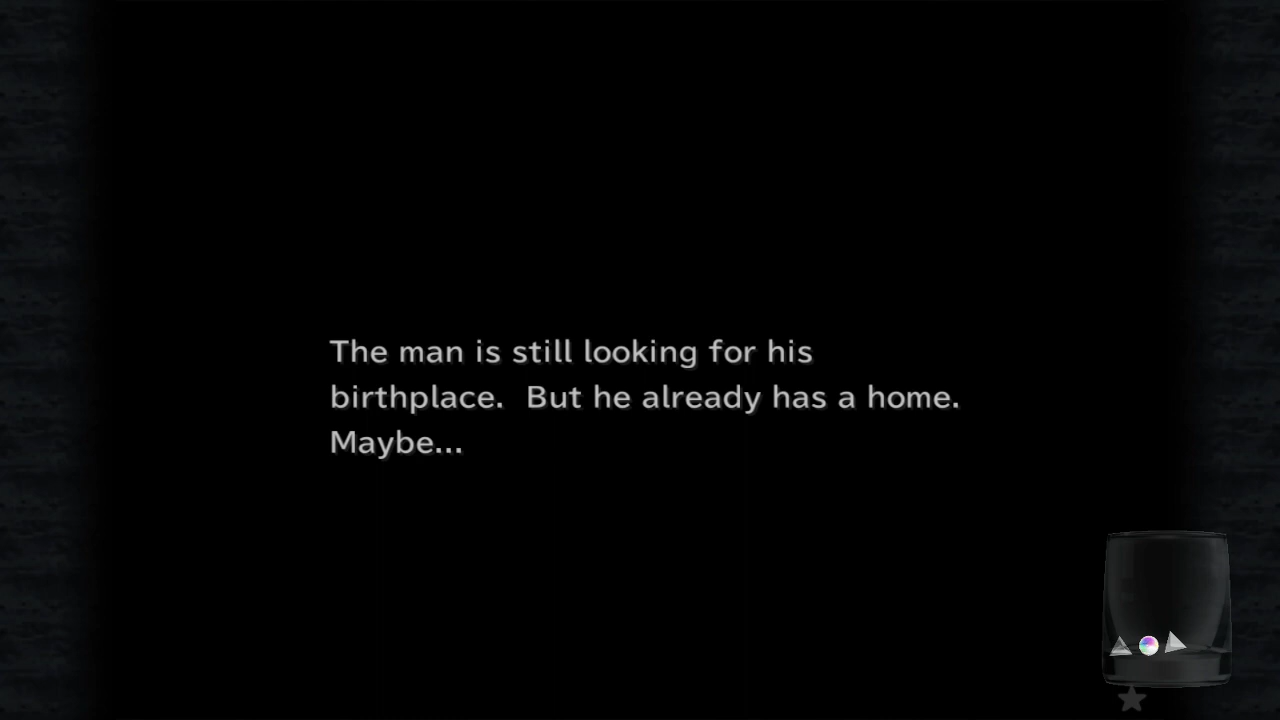 The man is still looking for his
birthplace.  But he already has a home.
Maybe...